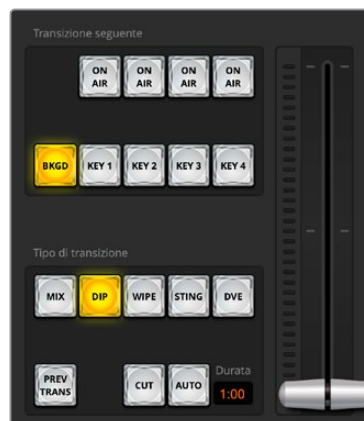 Transizione seguente
ON AIR ON AIR ON AIR ON AIR
BKGD KEY 1 KEY 2 KEY 3 KEY 4
Tipo di transizione
MIX DIP WIPE STING DVE
Durata
PREV TRANS CUT AUTO 1:00